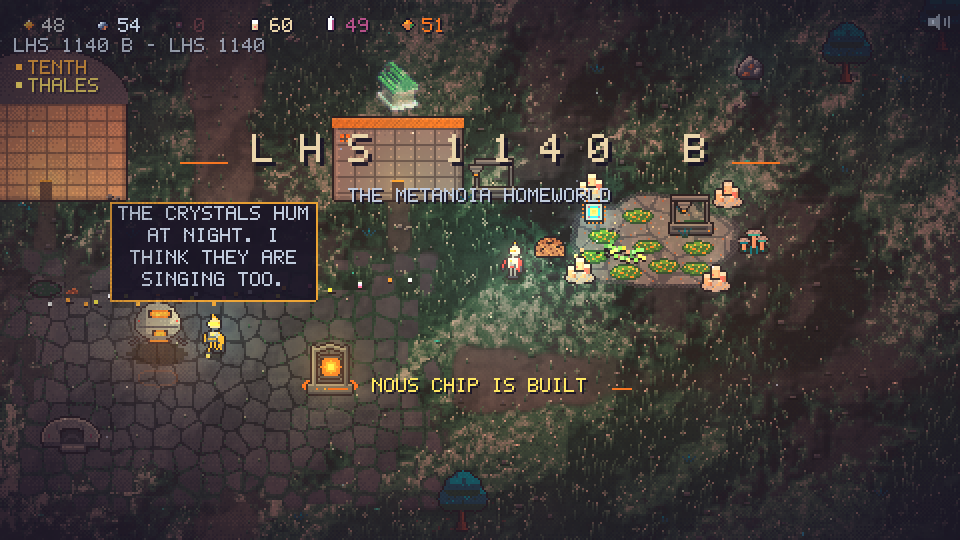 48 54 0 60 49 51
LHS 1140 B - LHS 1140
TENTH
THALES
LHS 1140 B
THE METANOIA HOMEWORLD
THE CRYSTALS HUM
AT NIGHT. I
THINK THEY ARE
SINGING TOO.
NOUS CHIP IS BUILT